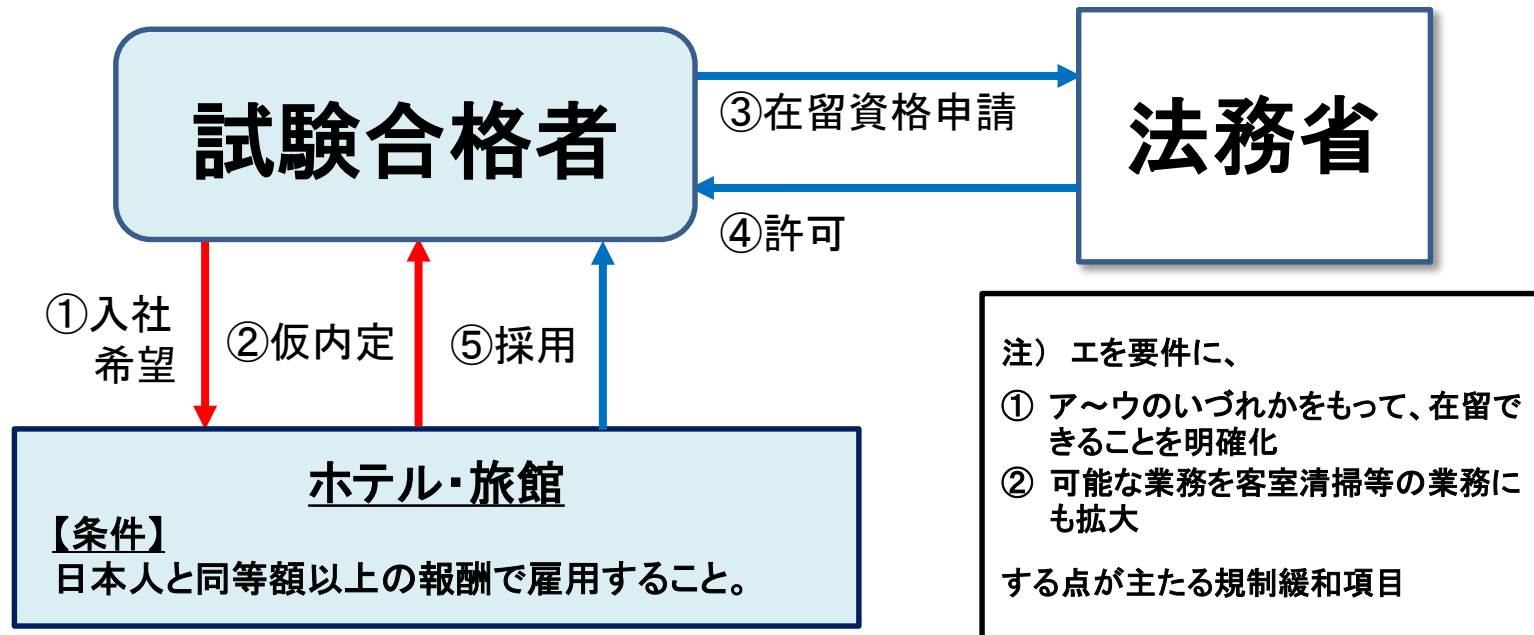 試験合格者
法務省
③在留資格申請
④許可
①入社
希望
②仮内定
⑤採用
ホテル・旅館
【条件】
日本人と同等額以上の報酬で雇用すること。
注） エを要件に、
① ア～ウのいづれかをもって、在留で
きることを明確化
② 可能な業務を客室清掃等の業務に
も拡大
する点が主たる規制緩和項目